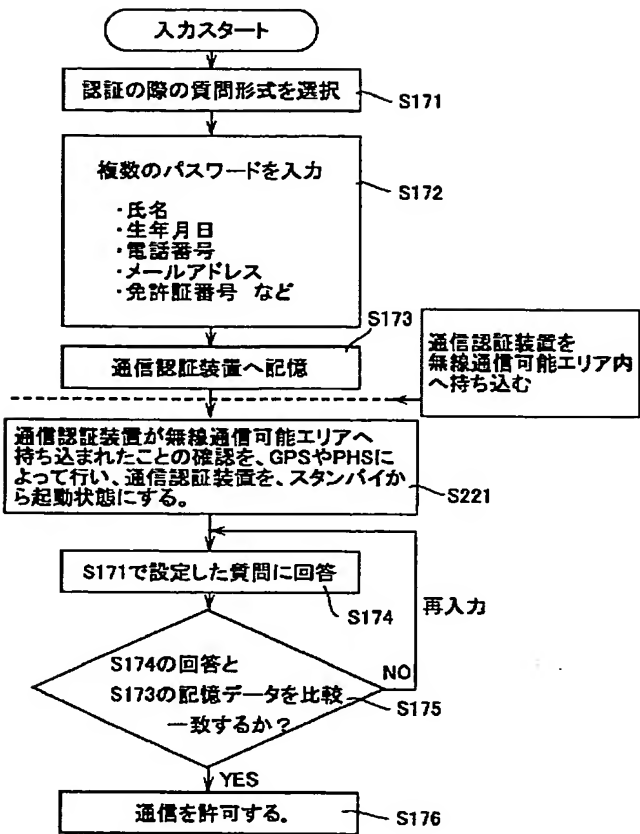 入力スタート
認証の際の質問形式を選択
S171
複数のパスワードを入力
・氏名
・生年月日
・電話番号
・メールアドレス
・免許証番号 など
S172
S173
通信認証装置へ記憶
通信認証装置を
無線通信可能エリア内
へ持ち込む
通信認証装置が無線通信可能エリアへ
持ち込まれたことの確認を、GPSやPHSに
よって行い、通信認証装置を、スタンバイか
ら起動状態にする。
S221
S171で設定した質問に回答
S174
再入力
S174の回答と
S173の記憶データを比較
一致するか?
NO
S175
YES
通信を許可する。
S176